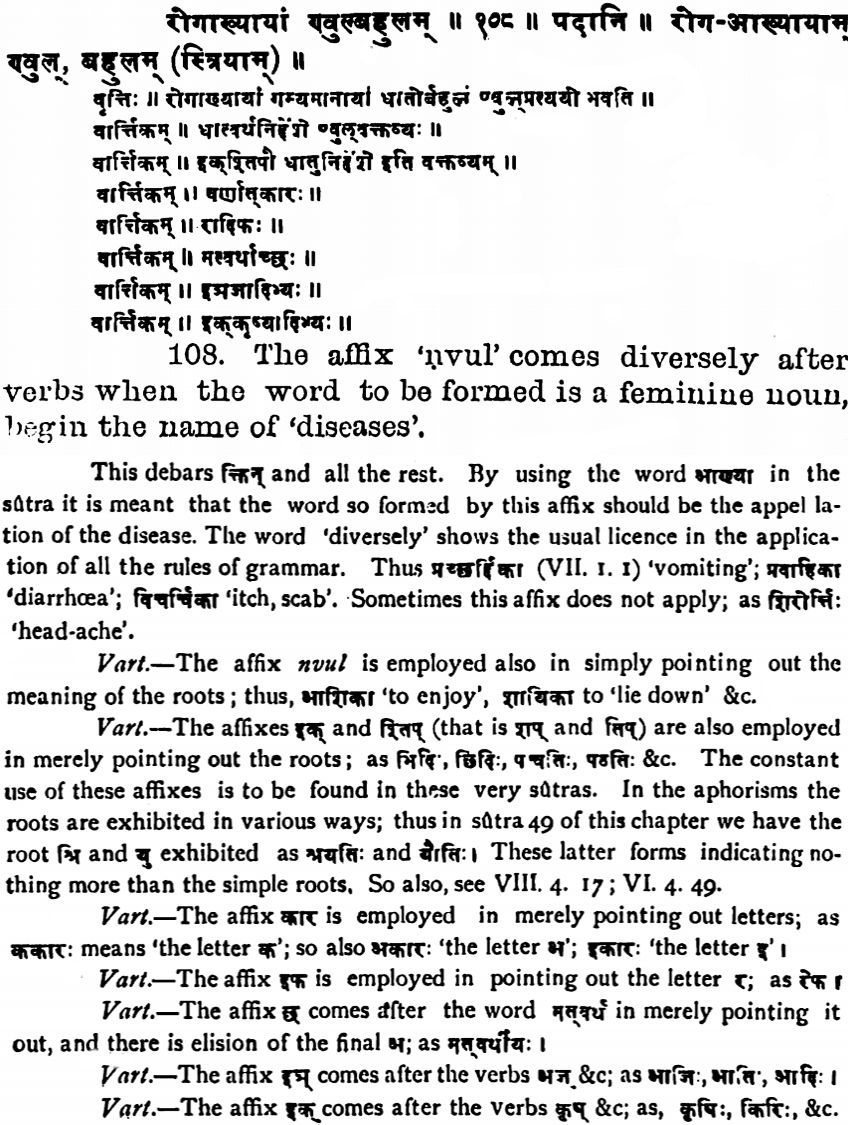 रोगाख्यायां ण्वुल्बहुलम् ॥ १०८ ॥ पदानि ॥ रोग-आख्यायाम्
ण्वुल्, बहुलम् (स्त्रियाम्) ॥
वृत्तिः ॥ रोगाख्यायां गम्यमानायां धातोर्बहुलं ण्वुल्प्रत्ययो भवति ॥
वार्त्तिकम् ॥ धात्वर्थनिर्द्देशे ण्वुल्वक्तव्यः ॥
वार्त्तिकम् ॥ इक्श्तिपौ धातुनिर्द्देशे इति वक्तव्यम् ॥
वार्त्तिकम् ॥ वर्णात्कारः ॥
वार्त्तिकम् ॥ रादिफः ॥
वार्त्तिकम् ॥ मत्वर्थाच्छः ॥
वार्त्तिकम् ॥ इञजादिभ्यः ॥
वार्त्तिकम् ॥ इक्कृष्यादिभ्यः ॥
108. The affix 'ṇvul' comes diversely after
verbs when the word to be formed is a feminine noun,
begin the name of 'diseases'.
This debars क्तिन् and all the rest. By using the word आख्या in the
sûtra it is meant that the word so formed by this affix should be the appel la-
tion of the disease. The word 'diversely' shows the usual licence in the applica-
tion of all the rules of grammar. Thus प्रच्छर्द्दिका (VII. 1. 1) 'vomiting'; प्रवाहिका
'diarrhœa'; विचर्चिका 'itch, scab'. Sometimes this affix does not apply; as शिरोर्त्तिः
'head-ache'.
Vart.—The affix nvul is employed also in simply pointing out the
meaning of the roots; thus, आशिका 'to enjoy', शायिका to 'lie down' &c.
Vart.—The affixes इक् and श्तिप् (that is शप् and तिप्) are also employed
in merely pointing out the roots; as भिदिः, छिदिः, पचतिः, पठतिः &c. The constant
use of these affixes is to be found in these very sûtras. In the aphorisms the
roots are exhibited in various ways; thus in sûtra 49 of this chapter we have the
root श्रि and यु exhibited as श्रयतिः and यौतिः। These latter forms indicating no-
thing more than the simple roots. So also, see VIII. 4. 17; VI. 4. 49.
Vart.—The affix कार is employed in merely pointing out letters; as
ककारः means 'the letter क'; so also अकारः 'the letter अ'; इकारः 'the letter इ'।
Vart.—The affix इफ is employed in pointing out the letter र; as रेफ।
Vart.—The affix छ comes after the word मत्वर्थ in merely pointing it
out, and there is elision of the final अ; as मत्वर्थीयः।
Vart.—The affix इञ् comes after the verbs अज् &c; as आजिः, आतिः, आदिः।
Vart.—The affix इक् comes after the verbs कृष् &c; as, कृषिः, किरिः, &c.